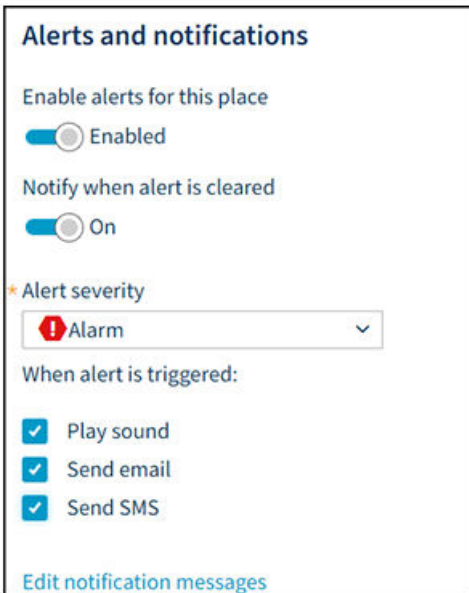 Alerts and notifications
Enable alerts for this place
Enabled
Notify when alert is cleared
On
* Alert severity
! Alarm
When alert is triggered:
Play sound
Send email
Send SMS
Edit notification messages